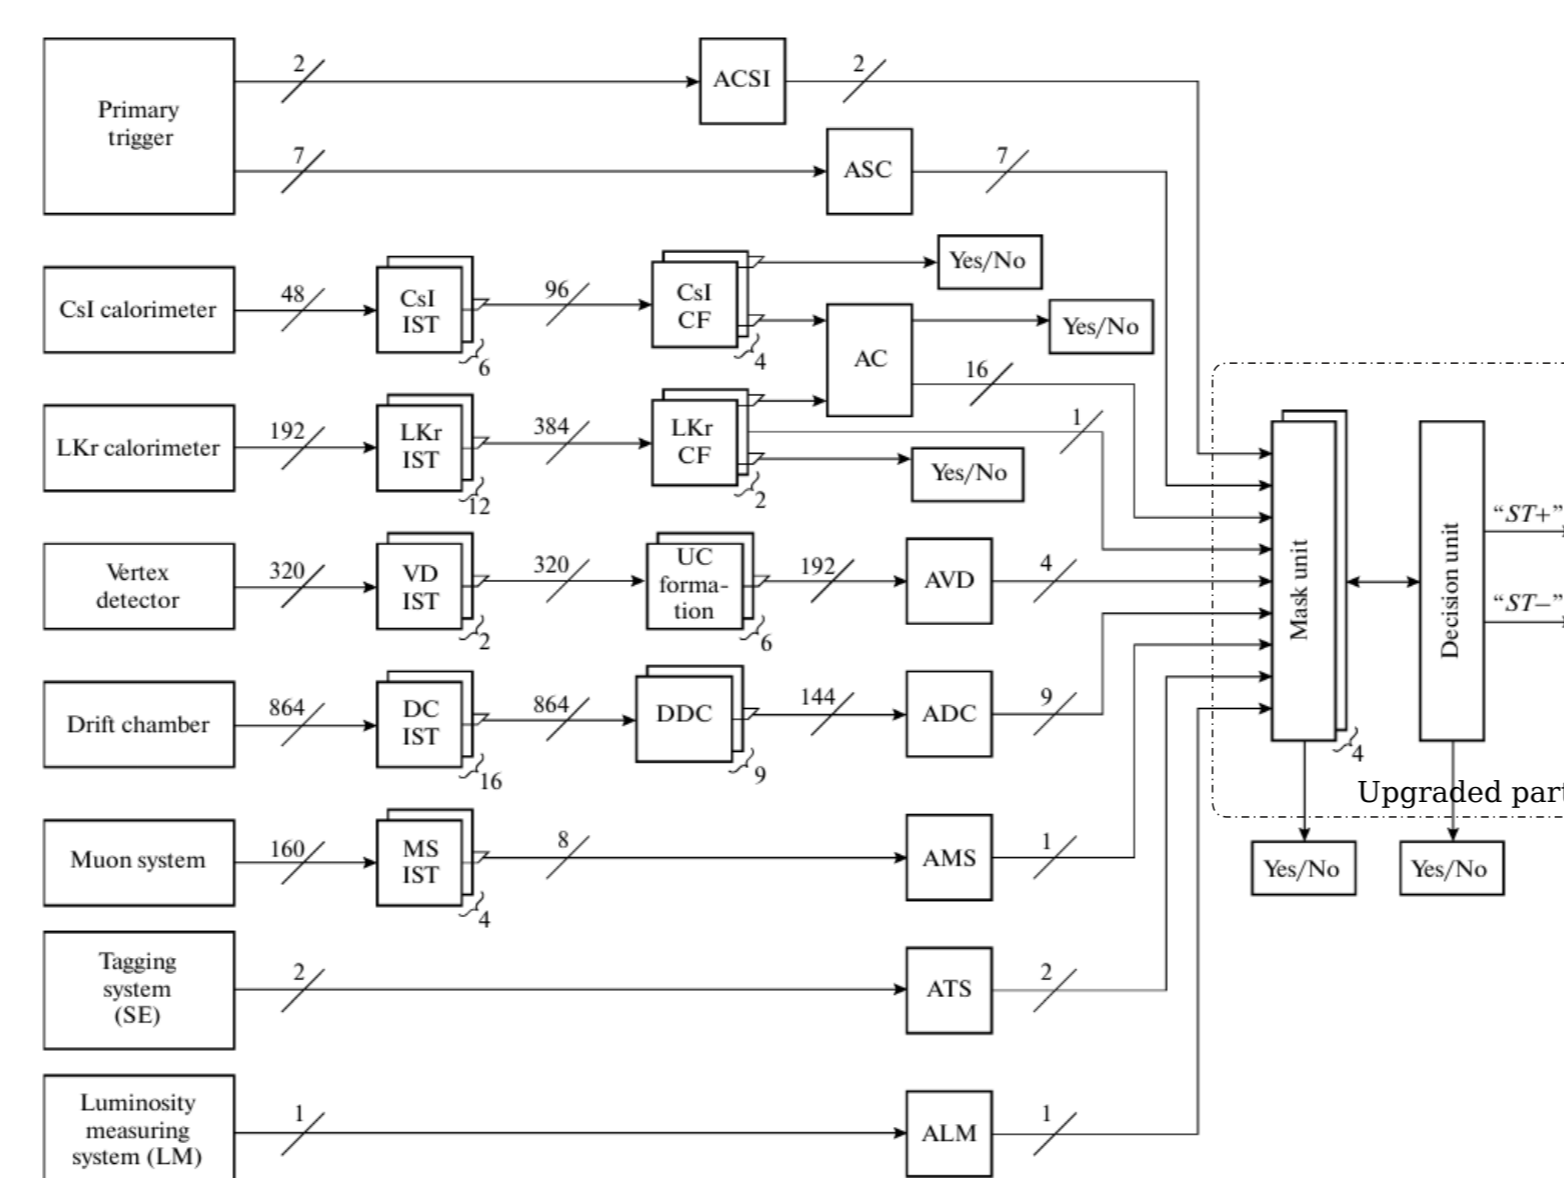 2
ACSI
2
Primary
trigger
7
ASC
7
Yes/No
CsI calorimeter
48
CsI
IST
6
96
CsI
CF
4
AC
Yes/No
16
LKr calorimeter
192
LKr
IST
12
384
LKr
CF
2
1
Yes/No
Vertex
detector
320
VD
IST
2
320
UC
forma-
tion
6
192
AVD
4
Drift chamber
864
DC
IST
16
864
DDC
9
144
ADC
9
Muon system
160
MS
IST
4
8
AMS
1
Tagging
system
(SE)
2
ATS
2
Luminosity
measuring
system (LM)
1
ALM
1
Mask unit
4
Decision unit
“ST+”
“ST−”
Upgraded part
Yes/No
Yes/No